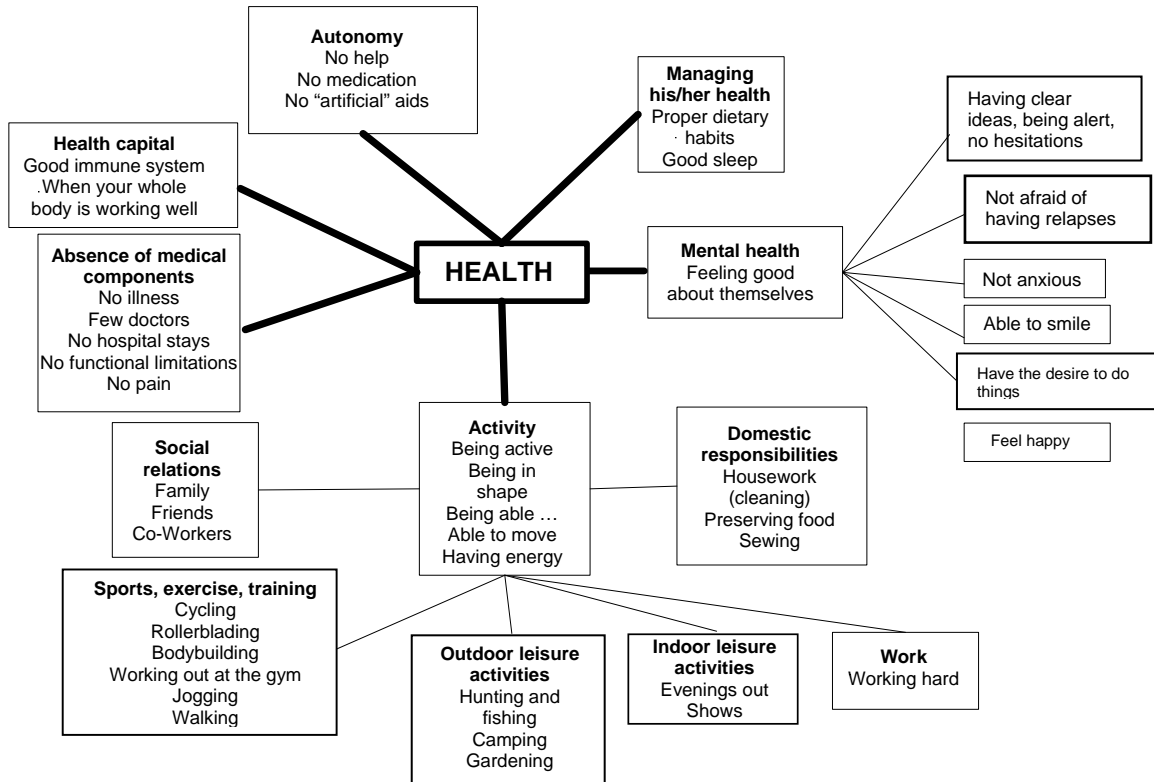 Autonomy
No help
No medication
No “artificial” aids
Managing
his/her health
Proper dietary
habits
Good sleep
Having clear
ideas, being alert,
no hesitations
Health capital
Good immune system
.When your whole
body is working well
Not afraid of
having relapses
Absence of medical
components
No illness
Few doctors
No hospital stays
No functional limitations
No pain
HEALTH
Mental health
Feeling good
about themselves
Not anxious
Able to smile
Have the desire to do
things
Feel happy
Social
relations
Family
Friends
Co-Workers
Activity
Being active
Being in
shape
Being able …
Able to move
Having energy
Domestic
responsibilities
Housework
(cleaning)
Preserving food
Sewing
Sports, exercise, training
Cycling
Rollerblading
Bodybuilding
Working out at the gym
Jogging
Walking
Outdoor leisure
activities
Hunting and
fishing
Camping
Gardening
Indoor leisure
activities
Evenings out
Shows
Work
Working hard